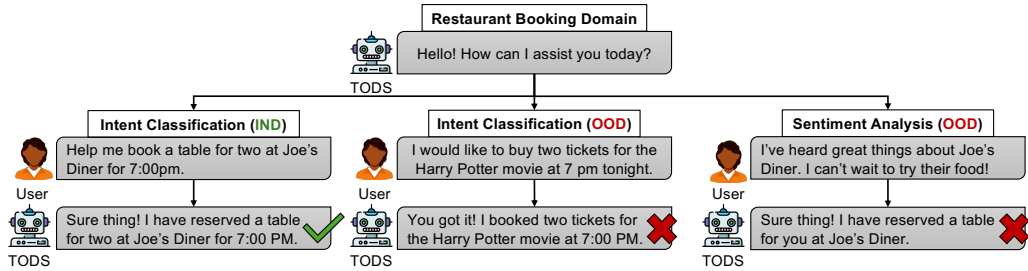 Restaurant Booking Domain
Hello! How can I assist you today?
TODS
Intent Classification (IND)
Help me book a table for two at Joe's
Diner for 7:00pm.
User
Sure thing! I have reserved a table
for two at Joe's Diner for 7:00 PM.
TODS
Intent Classification (OOD)
I would like to buy two tickets for the
Harry Potter movie at 7 pm tonight.
User
You got it! I booked two tickets for
the Harry Potter movie at 7:00 PM.
TODS
Sentiment Analysis (OOD)
I've heard great things about Joe's
Diner. I can't wait to try their food!
User
Sure thing! I have reserved a table
for you at Joe's Diner.
TODS